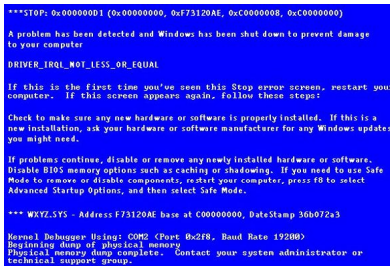 ***STOP: 0x000000D1 (0x00000000, 0xF73120AE, 0xC0000008, 0xC0000000)
A problem has been detected and Windows has been shut down to prevent damage
to your computer
DRIVER_IRQL_NOT_LESS_OR_EQUAL
If this is the first time you've seen this Stop error screen, restart your
computer. If this screen appears again, follow these steps:
Check to make sure any new hardware or software is properly installed. If this is a
new installation, ask your hardware or software manufacturer for any Windows updates
you might need.
If problems continue, disable or remove any newly installed hardware or software.
Disable BIOS memory options such as caching or shadowing. If you need to use Safe
Mode to remove or disable components, restart your computer, press f8 to select
Advanced Startup Options, and then select Safe Mode.
*** WXYZ.SYS - Address F73120AE base at C0000000, DateStamp 36b072a3
Kernel Debugger Using: COM2 (Port 0x2f8, Baud Rate 19200)
Beginning dump of physical memory
Physical memory dump complete. Contact your system administrator or
technical support group.